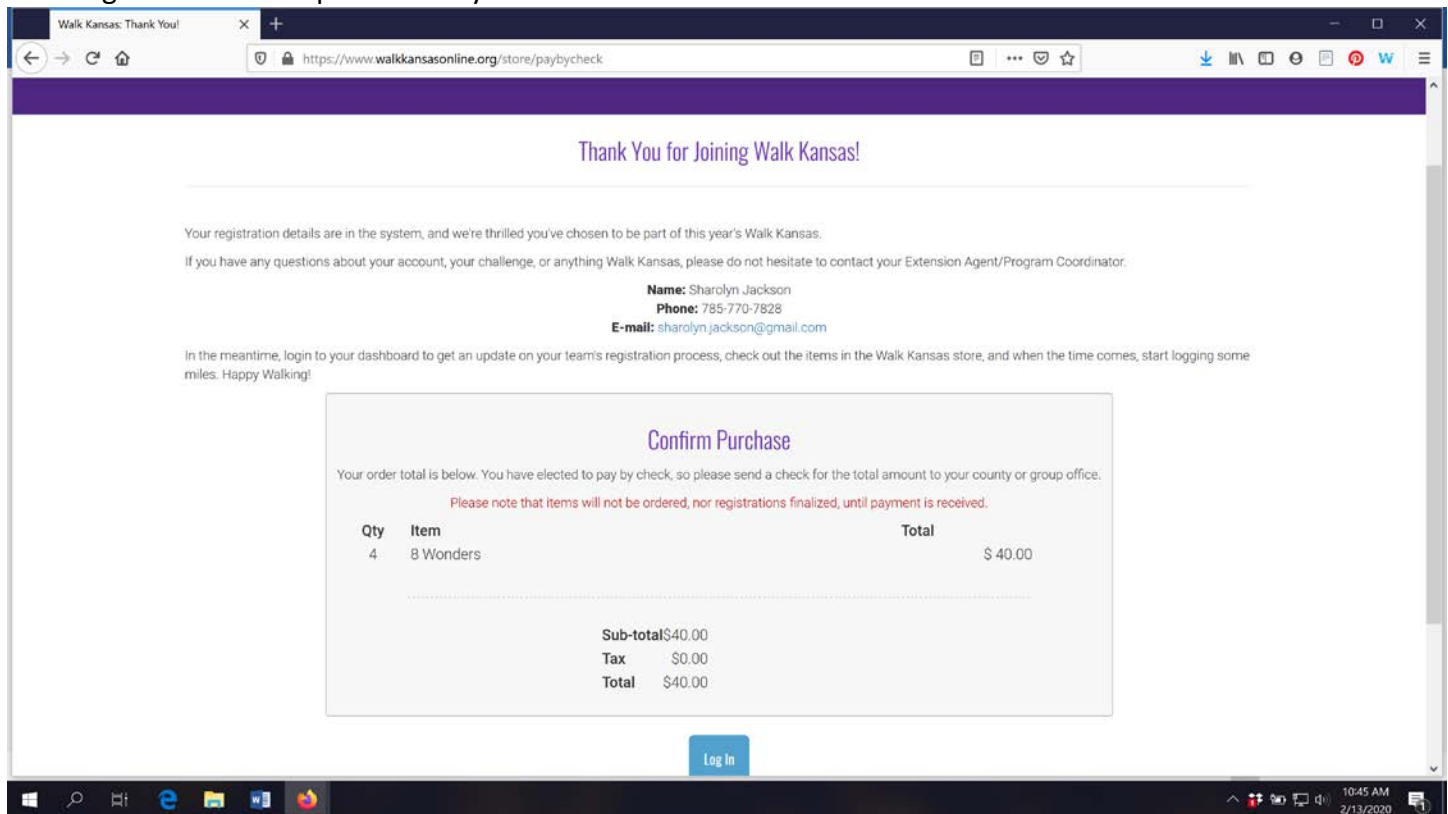 Walk Kansas: Thank You!
https://www.walkkansasonline.org/store/paybycheck
Thank You for Joining Walk Kansas!
Your registration details are in the system, and we're thrilled you've chosen to be part of this year's Walk Kansas.
If you have any questions about your account, your challenge, or anything Walk Kansas, please do not hesitate to contact your Extension Agent/Program Coordinator.
Name: Sharolyn Jackson
Phone: 785-770-7828
E-mail: sharolyn.jackson@gmail.com
In the meantime, login to your dashboard to get an update on your team's registration process, check out the items in the Walk Kansas store, and when the time comes, start logging some
miles. Happy Walking!
Confirm Purchase
Your order total is below. You have elected to pay by check, so please send a check for the total amount to your county or group office.
Please note that items will not be ordered, nor registrations finalized, until payment is received.
Qty Item Total
4 8 Wonders $ 40.00
Sub-total$40.00
Tax $0.00
Total $40.00
Log In
10:45 AM
2/13/2020